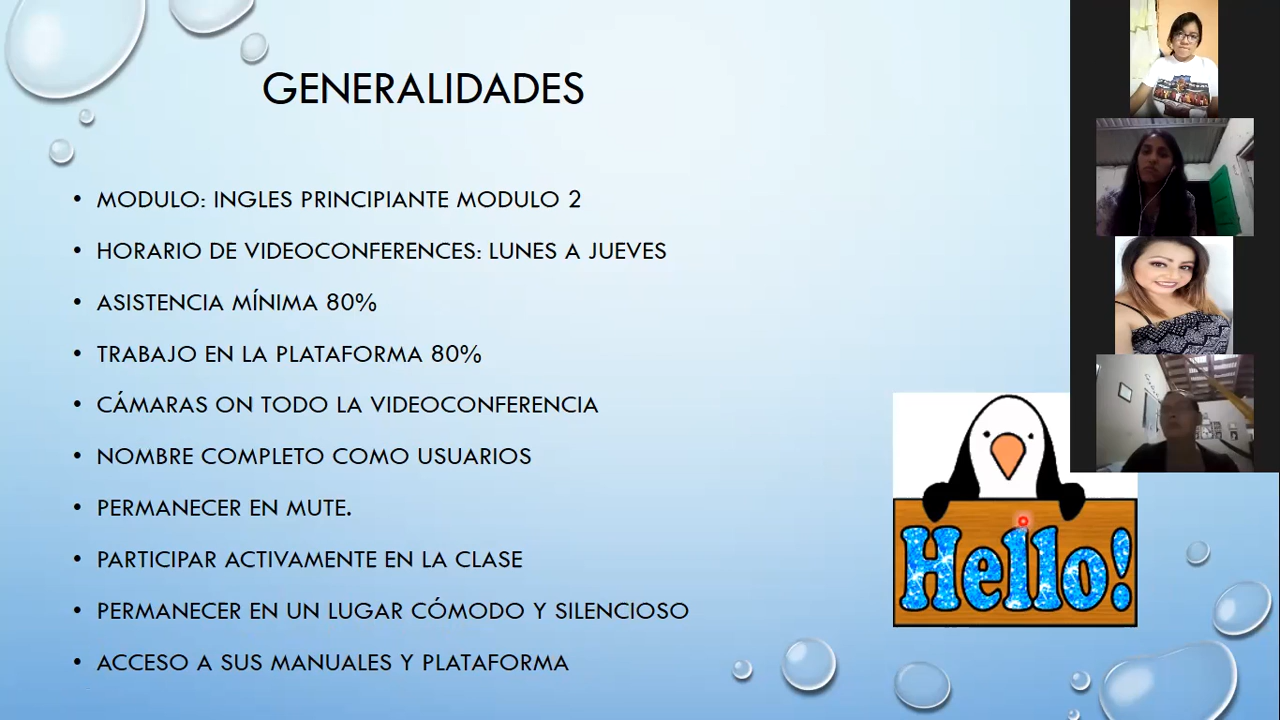 GENERALIDADES
• MODULO: INGLES PRINCIPIANTE MODULO 2
• HORARIO DE VIDEOCONFERENCES: LUNES A JUEVES
• ASISTENCIA MÍNIMA 80%
• TRABAJO EN LA PLATAFORMA 80%
• CÁMARAS ON TODO LA VIDEOCONFERENCIA
• NOMBRE COMPLETO COMO USUARIOS
• PERMANECER EN MUTE.
• PARTICIPAR ACTIVAMENTE EN LA CLASE
• PERMANECER EN UN LUGAR CÓMODO Y SILENCIOSO
• ACCESO A SUS MANUALES Y PLATAFORMA
Hello!